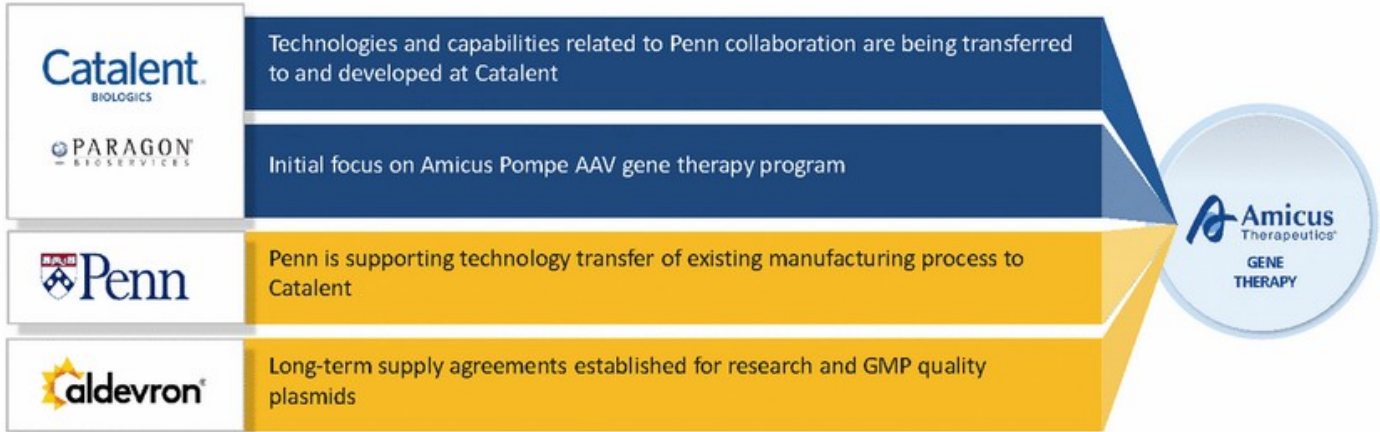 Catalent.
BIOLOGICS
PARAGON
BIOSERVICES
Technologies and capabilities related to Penn collaboration are being transferred
to and developed at Catalent
Initial focus on Amicus Pompe AAV gene therapy program
Penn
Penn is supporting technology transfer of existing manufacturing process to
Catalent
aldevron
Long-term supply agreements established for research and GMP quality
plasmids
Amicus
Therapeutics
GENE
THERAPY